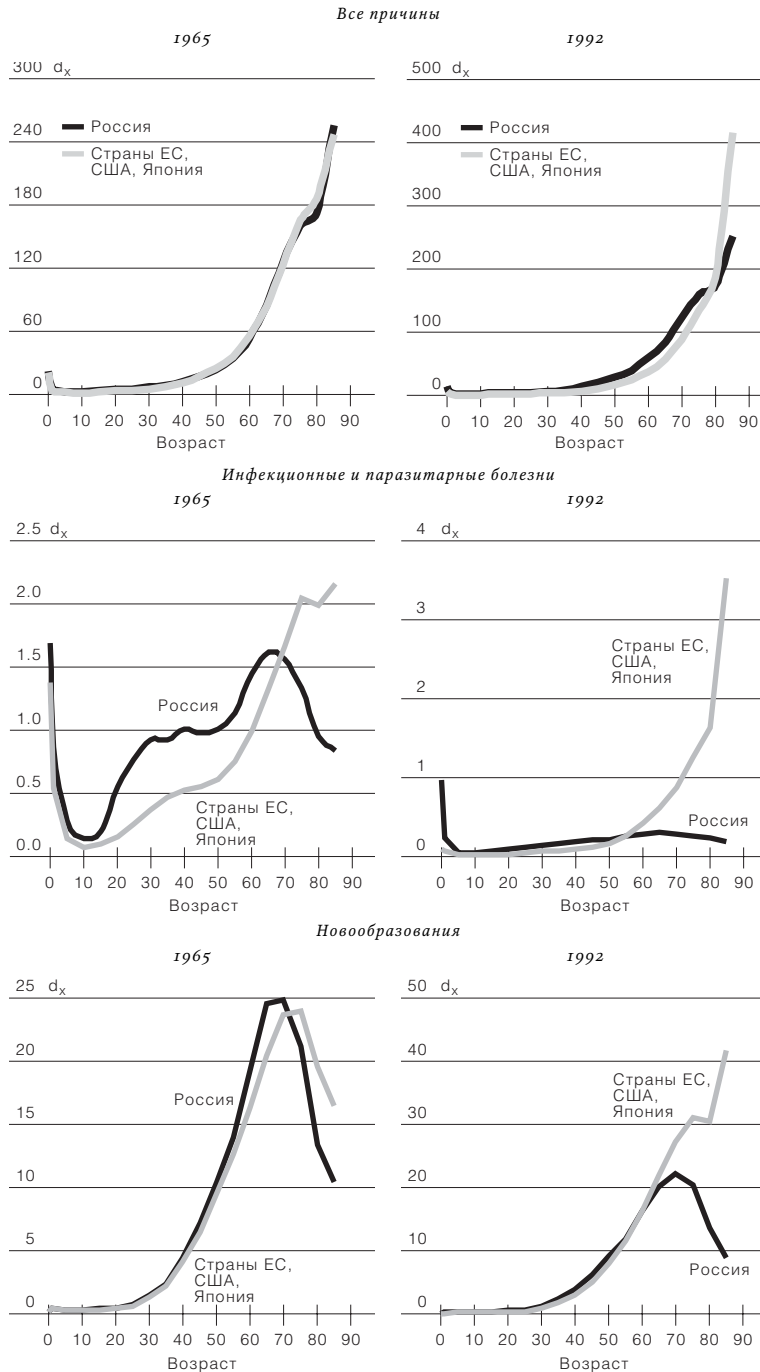 Все причины
1965
300 dx
240
180
120
60
0
Россия
Страны ЕС,
США, Япония
0 10 20 30 40 50 60 70 80 90
Возраст
1992
500 dx
400
300
200
100
0
Россия
Страны ЕС,
США, Япония
0 10 20 30 40 50 60 70 80 90
Возраст
Инфекционные и паразитарные болезни
1965
2.5 dx
2.0
1.5
1.0
0.5
0.0
Россия
Страны ЕС,
США,
Япония
0 10 20 30 40 50 60 70 80 90
Возраст
1992
4 dx
3
2
1
0
Страны ЕС,
США,
Япония
Россия
0 10 20 30 40 50 60 70 80 90
Возраст
Новообразования
1965
25 dx
20
15
10
5
0
Россия
Страны ЕС,
США,
Япония
0 10 20 30 40 50 60 70 80 90
Возраст
1992
50 dx
40
30
20
10
0
Страны ЕС,
США,
Япония
Россия
0 10 20 30 40 50 60 70 80 90
Возраст